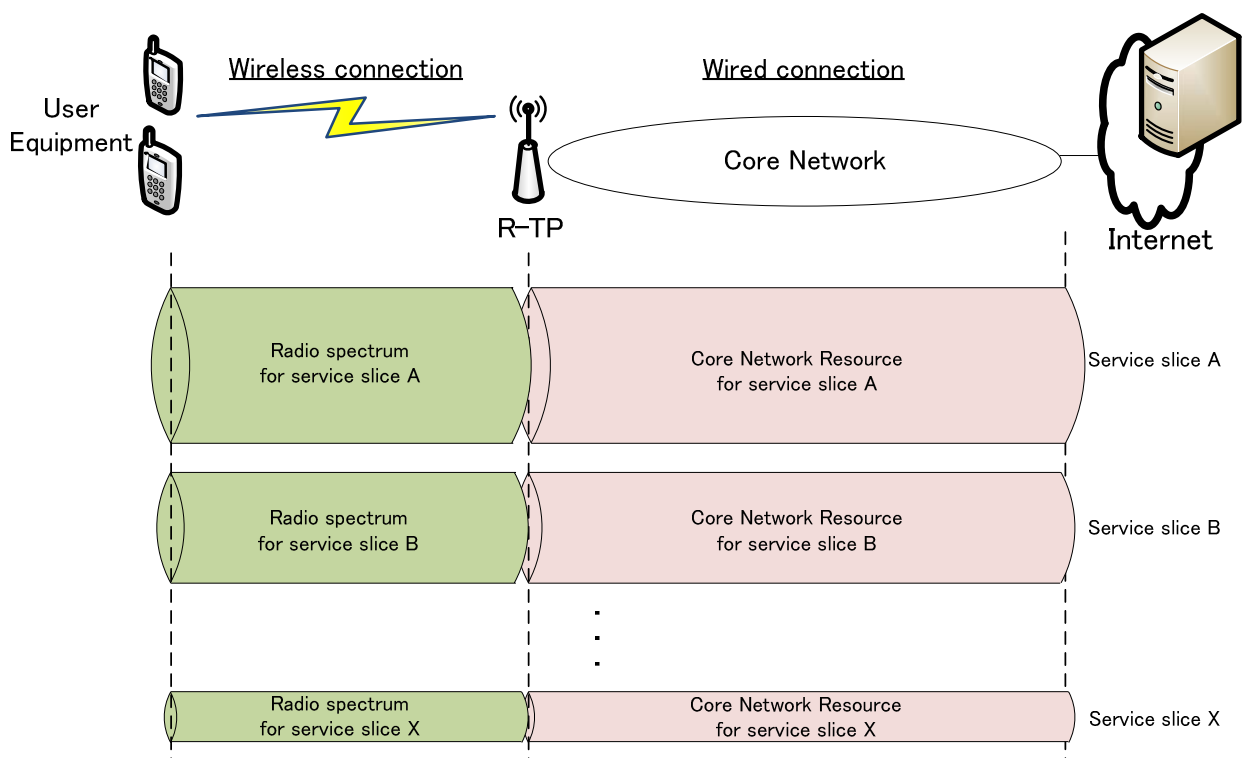 Wireless connection
Wired connection
User
Equipment
Core Network
R-TP
Internet
Radio spectrum
for service slice A
Core Network Resource
for service slice A
Service slice A
Radio spectrum
for service slice B
Core Network Resource
for service slice B
Service slice B
Radio spectrum
for service slice X
Core Network Resource
for service slice X
Service slice X